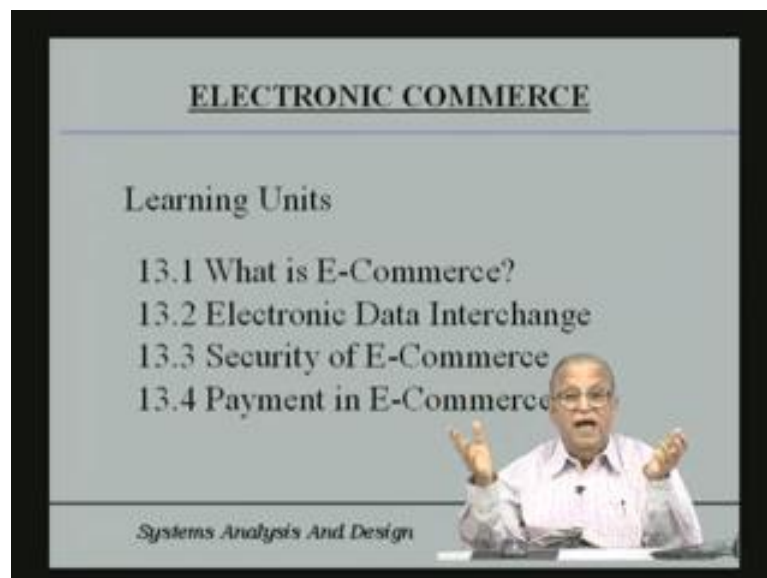 ELECTRONIC COMMERCE
Learning Units
13.1 What is E-Commerce?
13.2 Electronic Data Interchange
13.3 Security of E-Commerce
13.4 Payment in E-Commerce
Systems Analysis And Design